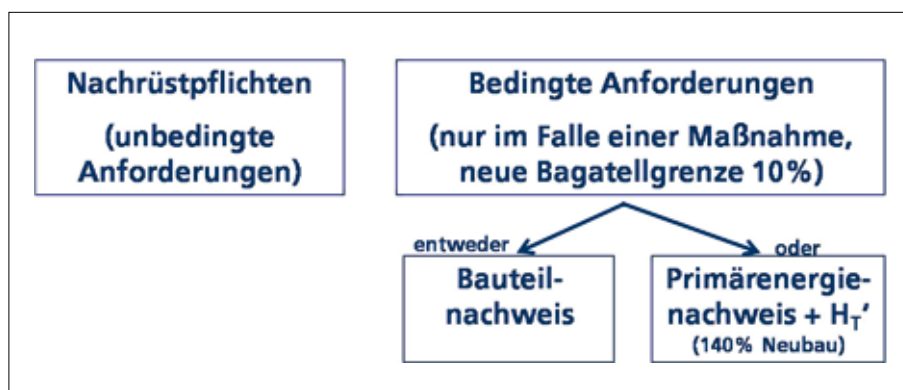 Nachrüstpflichten
(unbedingte
Anforderungen)
Bedingte Anforderungen
(nur im Falle einer Maßnahme,
neue Bagatellgrenze 10%)
entweder
oder
Bauteil-
nachweis
Primärenergie-
nachweis + H_T’
(140% Neubau)